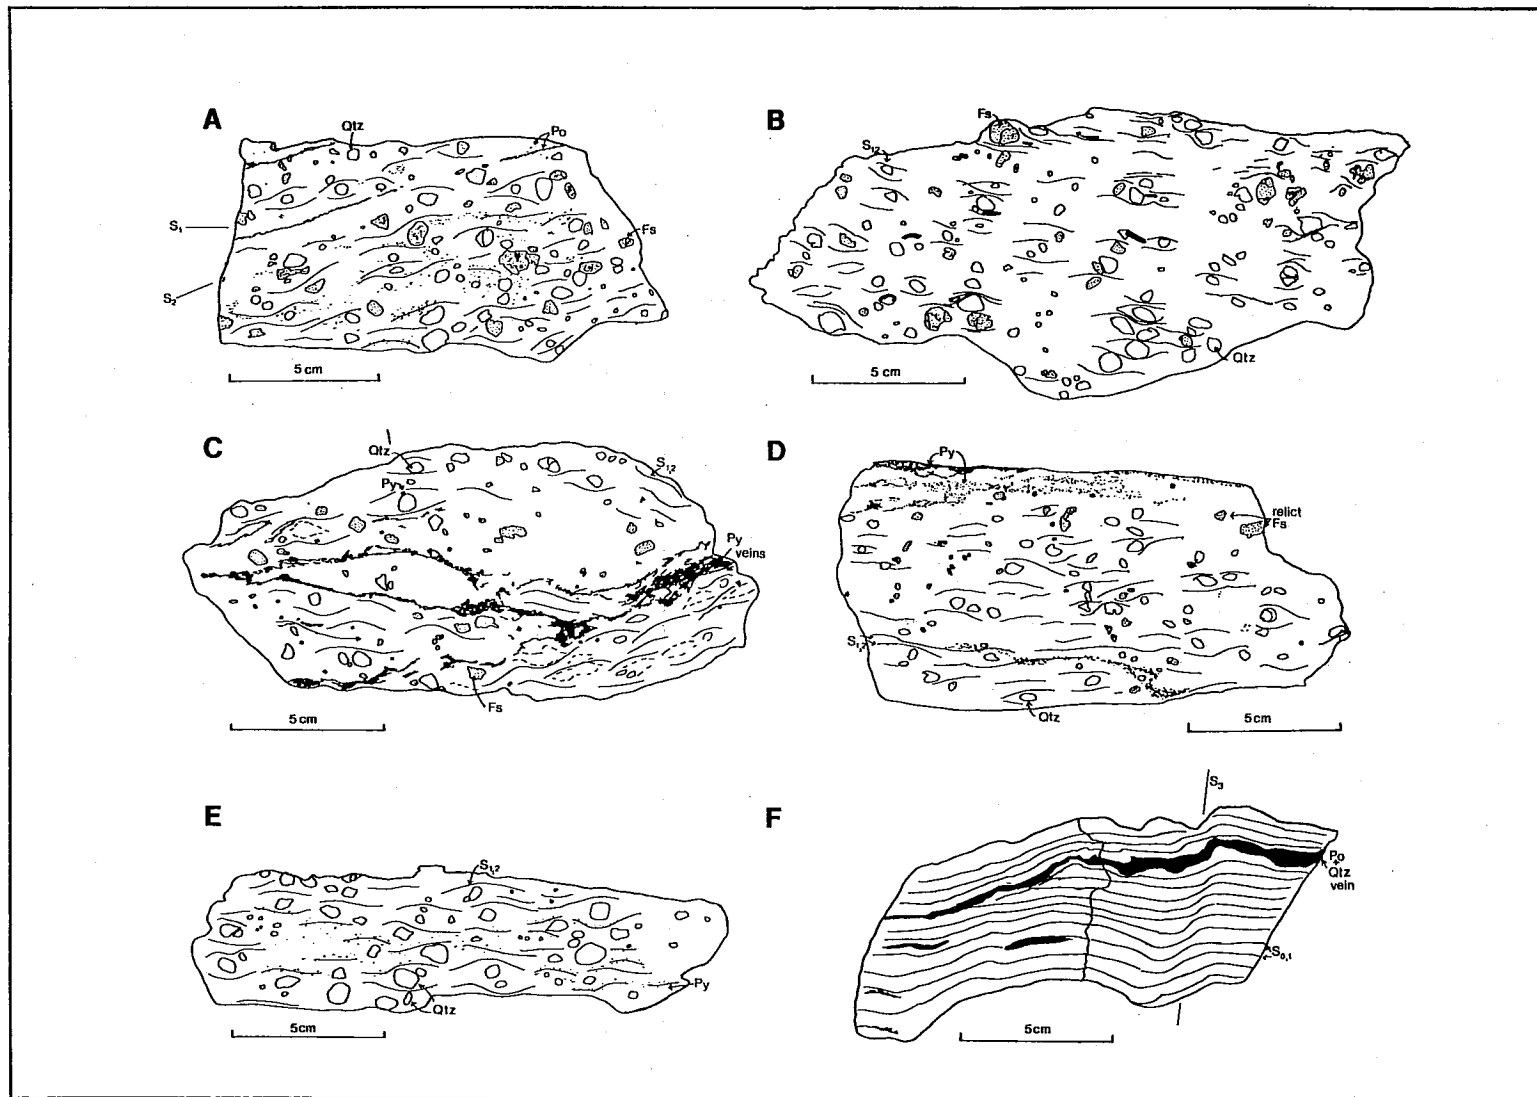 A
Qtz
Po
S₁
Fs
S₂
5 cm
B
Fs
S₁,₂
Qtz
5 cm
C
Qtz
S₁,₂
Py
Py
veins
Fs
5 cm
D
Py
relict
Fs
S₁,₂
Qtz
5 cm
E
S₁,₂
Py
Qtz
5cm
F
S₃
Po
+
Qtz
vein
S₀,₁
5cm